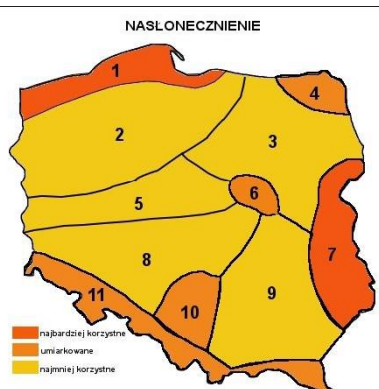 NASŁONECZNIENIE
1
4
2
3
6
5
7
8
9
11
10
najbardziej korzystne
umiarkowane
najmniej korzystne